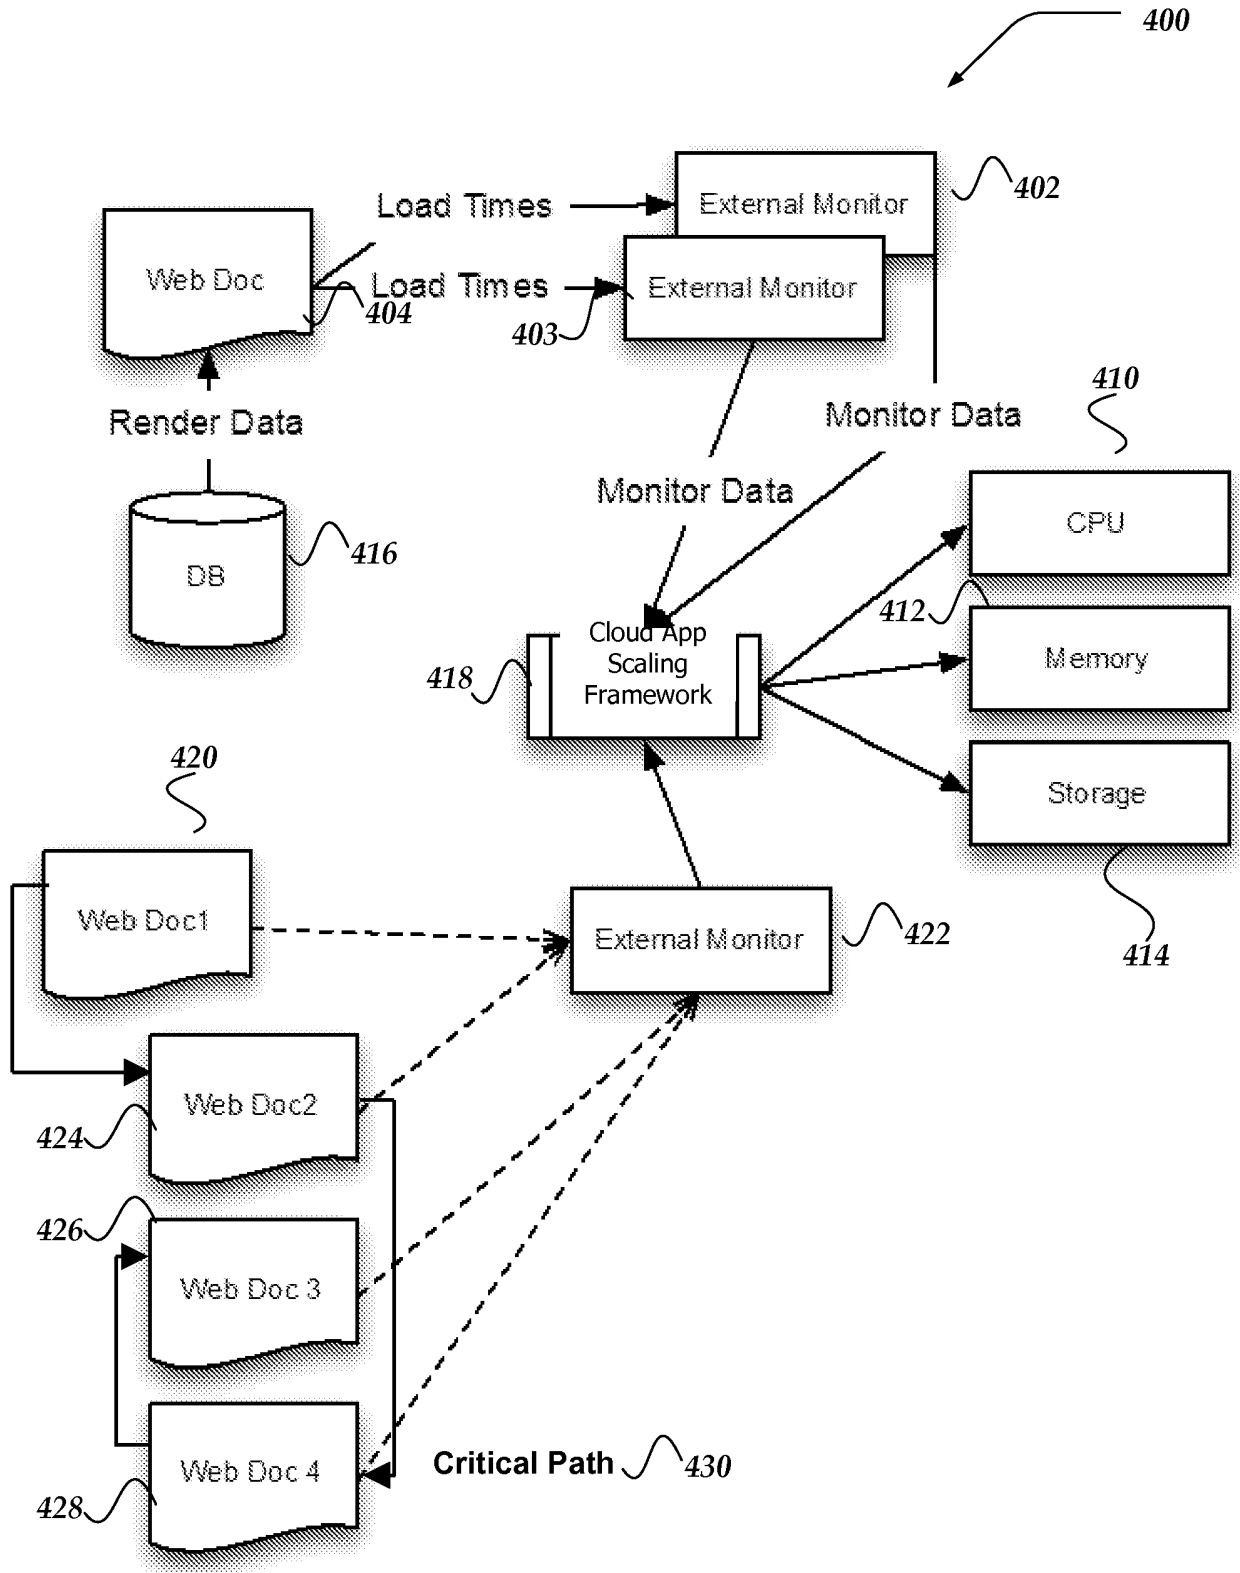 400
External Monitor
402
Load Times
Web Doc
External Monitor
Load Times
404
403
410
Monitor Data
Render Data
Monitor Data
CPU
416
DB
412
Cloud App
Scaling
Framework
Memory
418
420
Storage
Web Doc1
External Monitor
422
414
Web Doc2
424
426
Web Doc 3
Critical Path
430
Web Doc 4
428